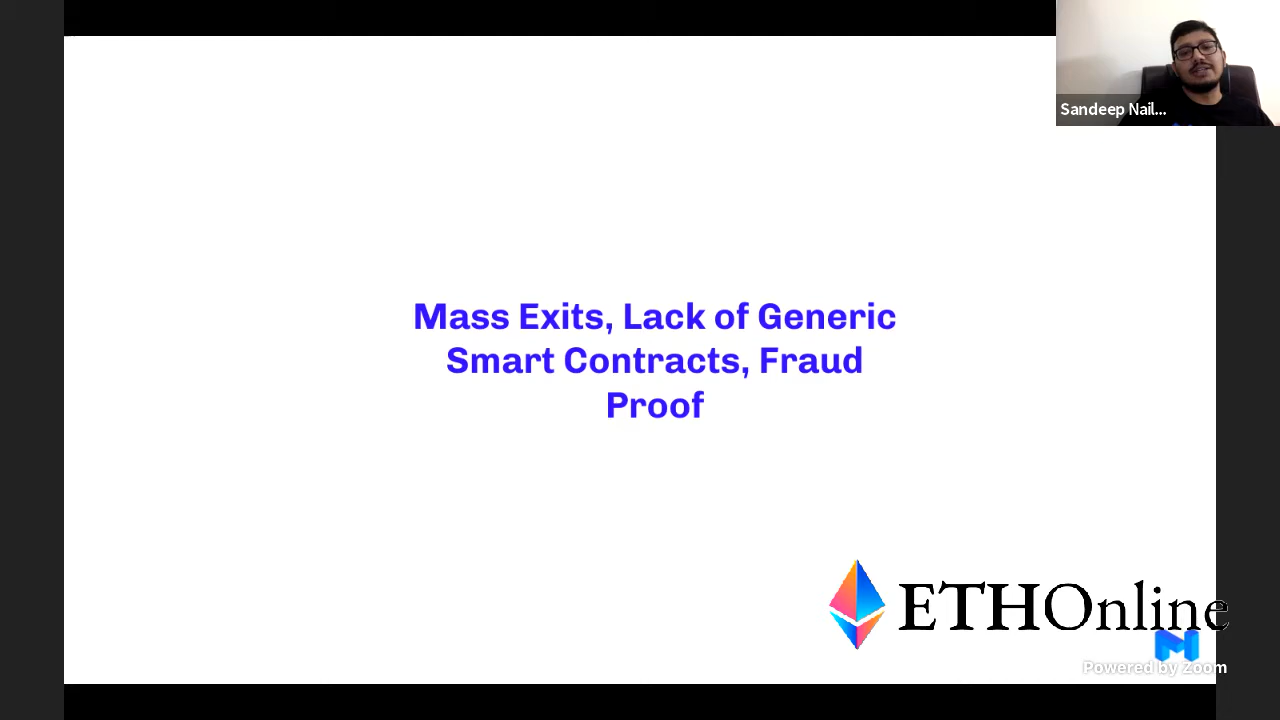 Sandeep Nail...
Mass Exits, Lack of Generic
Smart Contracts, Fraud
Proof
ETHOnline
Powered by Zoom